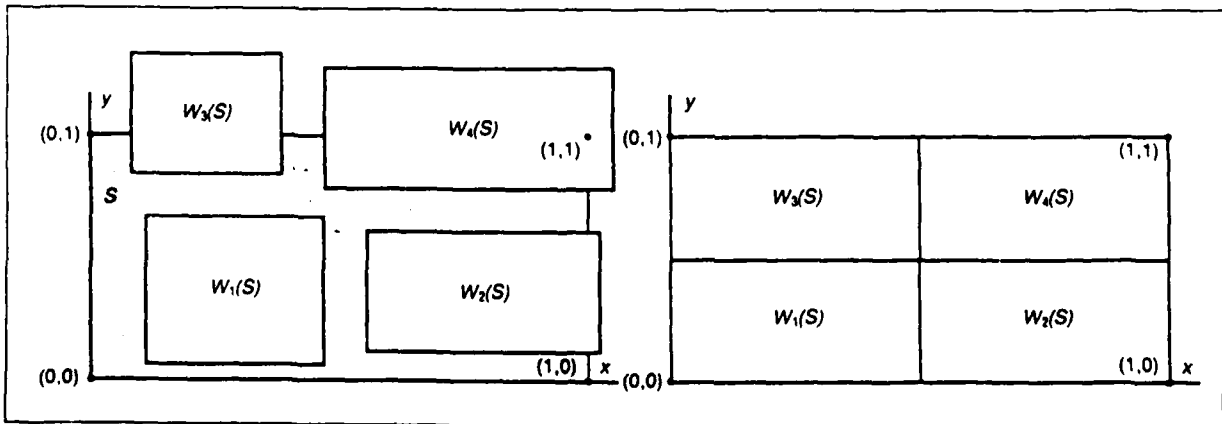 y
W₃(S)
W₄(S)
(0,1)
(1,1)
S
W₁(S)
W₂(S)
(1,0)
x
(0,0)
y
(0,1)
(1,1)
W₃(S)
W₄(S)
W₁(S)
W₂(S)
(1,0)
x
(0,0)